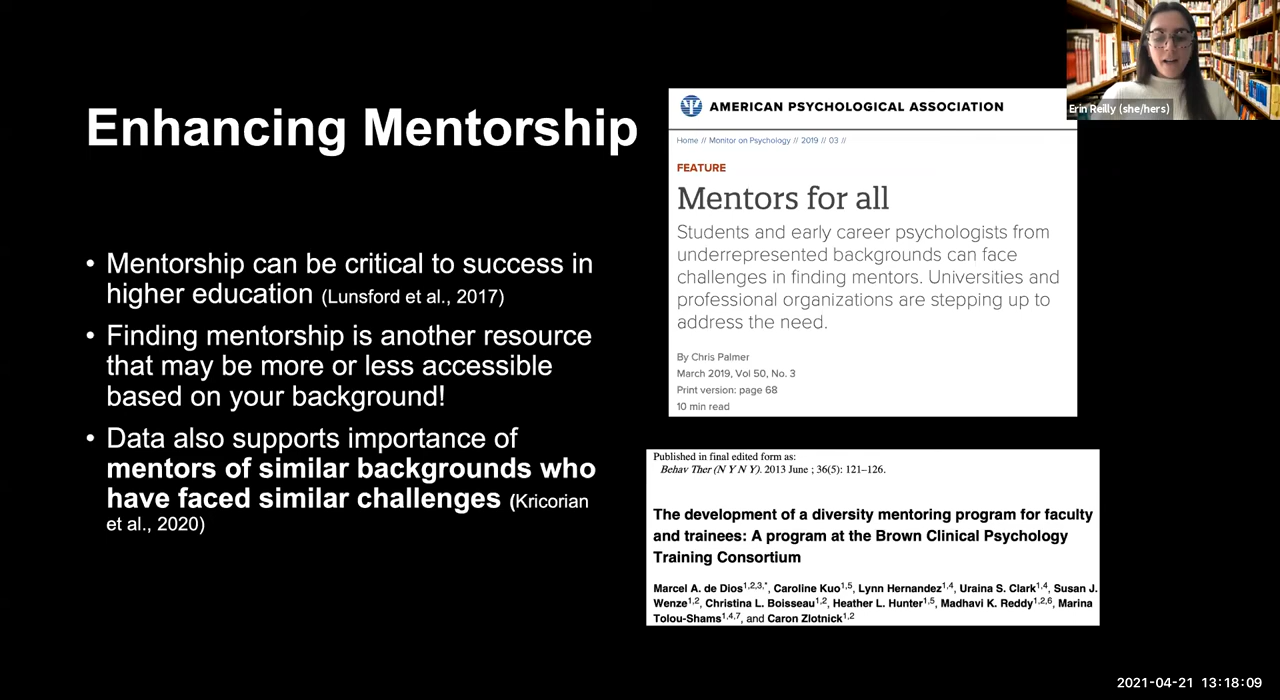 Enhancing Mentorship
• Mentorship can be critical to success in
higher education (Lunsford et al., 2017)
• Finding mentorship is another resource
that may be more or less accessible
based on your background!
• Data also supports importance of
mentors of similar backgrounds who
have faced similar challenges (Kricorian
et al., 2020)
AMERICAN PSYCHOLOGICAL ASSOCIATION
Home // Monitor on Psychology // 2019 // 03 //
FEATURE
Mentors for all
Students and early career psychologists from
underrepresented backgrounds can face
challenges in finding mentors. Universities and
professional organizations are stepping up to
address the need.
By Chris Palmer
March 2019, Vol 50, No. 3
Print version: page 68
10 min read
Published in final edited form as:
Behav Ther (N Y N Y). 2013 June ; 36(5): 121–126.
The development of a diversity mentoring program for faculty
and trainees: A program at the Brown Clinical Psychology
Training Consortium
Marcel A. de Dios1,2,3,*, Caroline Kuo1,5, Lynn Hernandez1,4, Uraina S. Clark1,4, Susan J.
Wenze1,2, Christina L. Boisseau1,2, Heather L. Hunter1,5, Madhavi K. Reddy1,2,6, Marina
Tolou-Shams1,4,7, and Caron Zlotnick1,2
Erin Reilly (she/hers)
2021-04-21 13:18:09